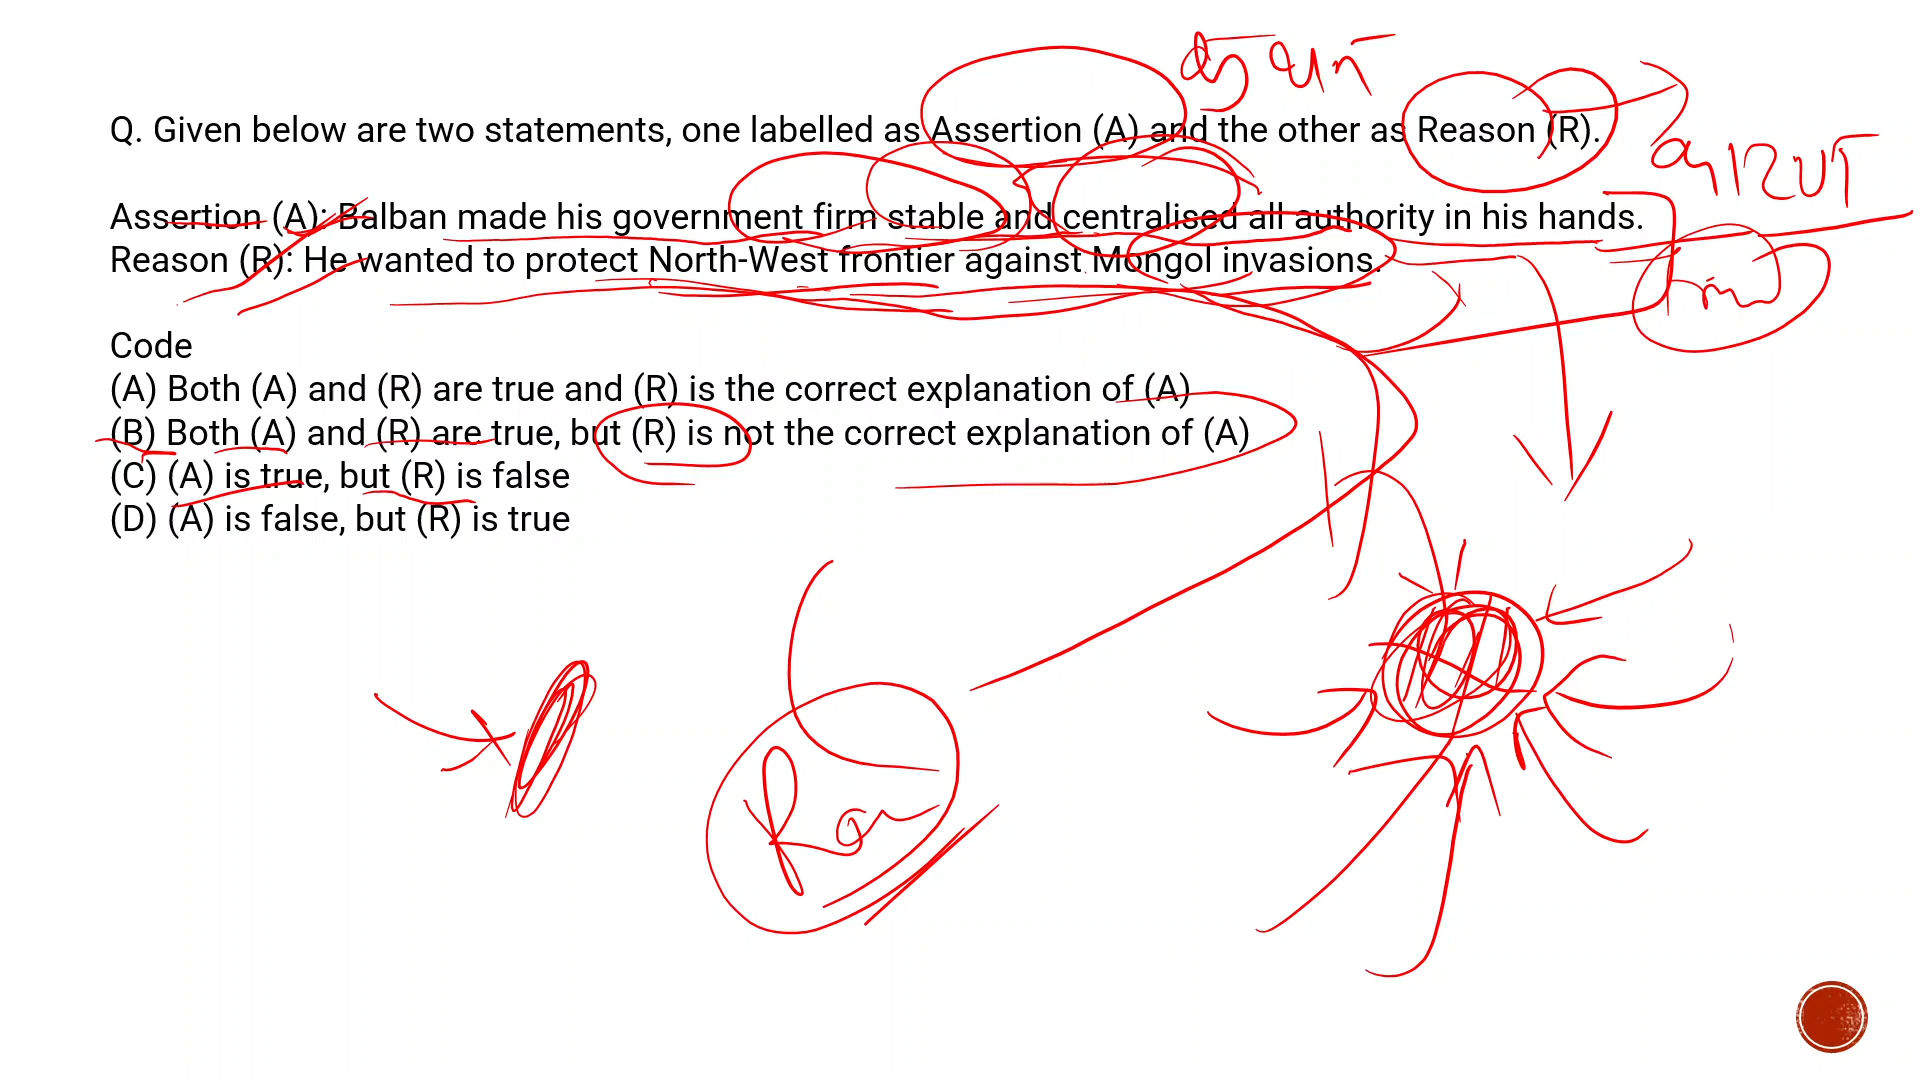 Q. Given below are two statements, one labelled as Assertion (A) and the other as Reason (R).
Assertion (A): Balban made his government firm stable and centralised all authority in his hands.
Reason (R): He wanted to protect North-West frontier against Mongol invasions.
Code
(A) Both (A) and (R) are true and (R) is the correct explanation of (A)
(B) Both (A) and (R) are true, but (R) is not the correct explanation of (A)
(C) (A) is true, but (R) is false
(D) (A) is false, but (R) is true